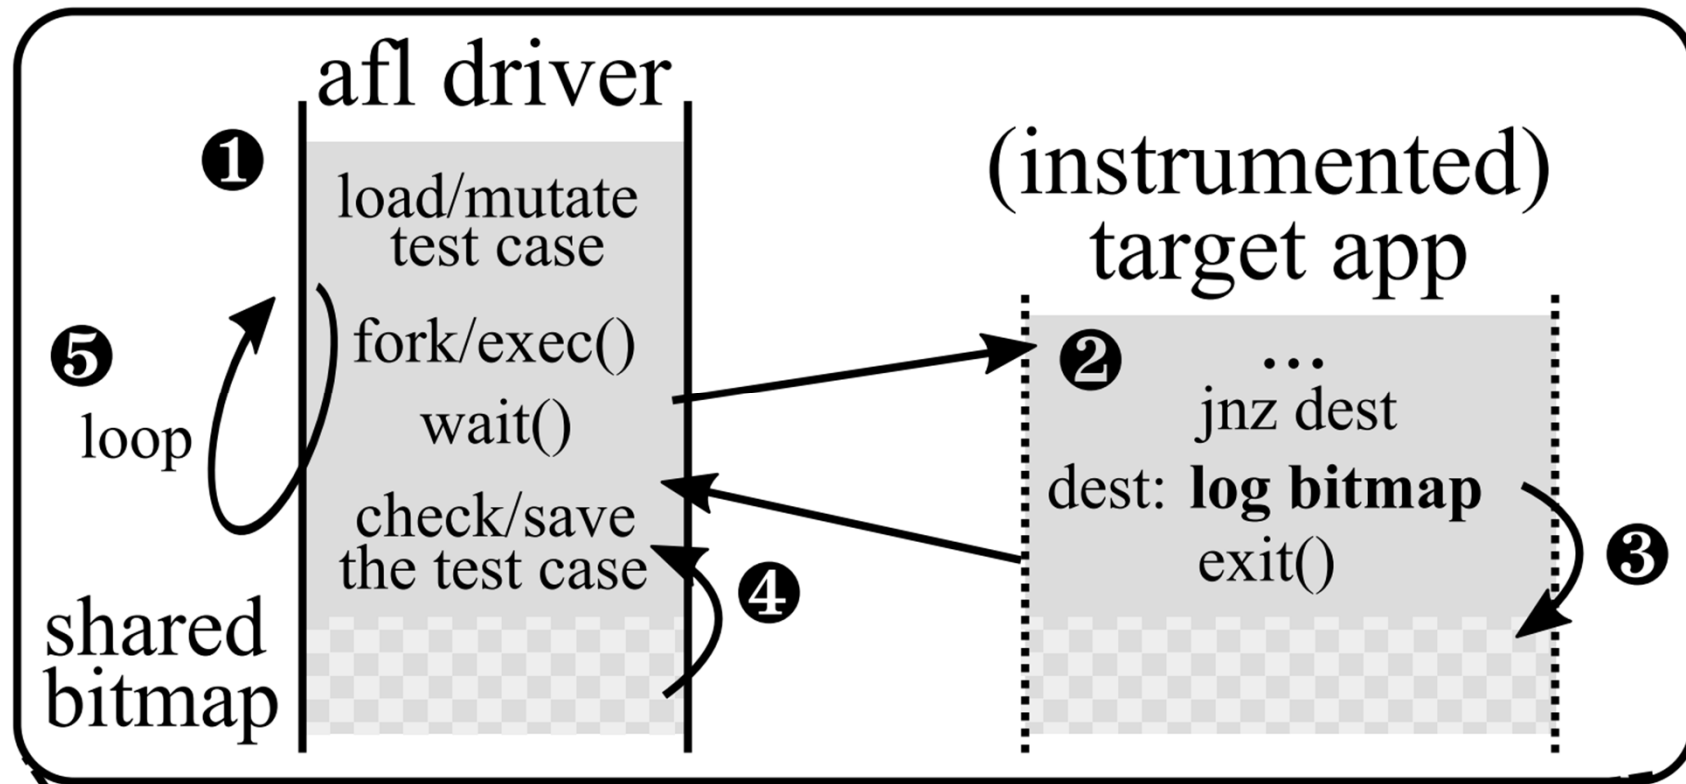 afl driver
❶
load/mutate
test case
❺
loop
fork/exec()
wait()
check/save
the test case
❹
shared
bitmap
(instrumented)
target app
❷
...
jnz dest
dest: log bitmap
exit()
❸